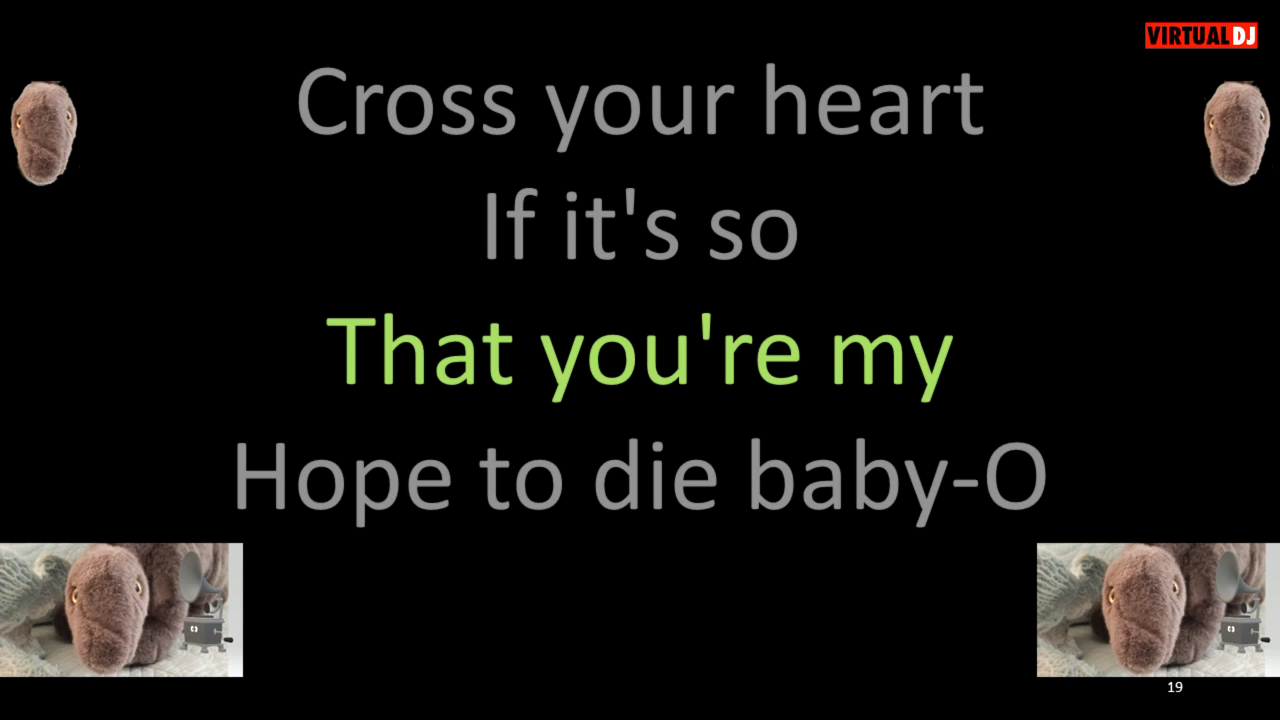 VIRTUAL DJ
Cross your heart
If it's so
That you're my
Hope to die baby-O
19